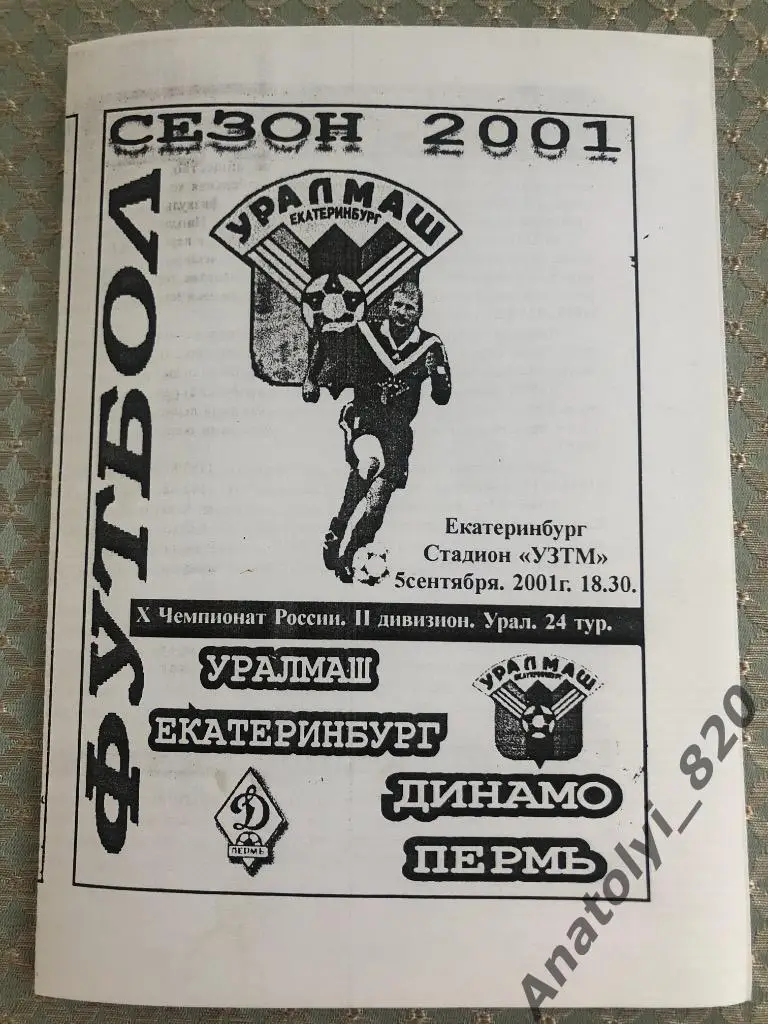 СЕЗОН 2001
ФУТБОЛ
УРАЛМАШ
ЕКАТЕРИНБУРГ
Екатеринбург
Стадион «УЗТМ»
5сентября. 2001г. 18.30.
X Чемпионат России. II дивизион. Урал. 24 тур.
УРАЛМАШ
ЕКАТЕРИНБУРГ
УРАЛМАШ
ЕКАТЕРИНБУРГ
Д
ПЕРМЬ
ДИНАМО
ПЕРМЬ
Anatolyi_820